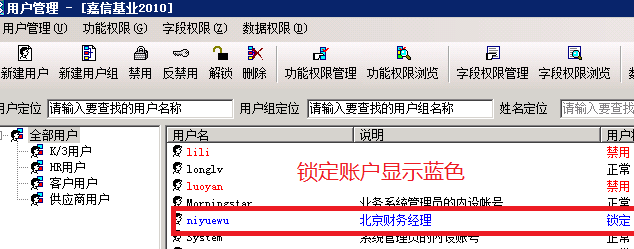 用户管理 - [嘉信基业2010]
用户管理(U) 功能权限(G) 字段权限(Z) 数据权限(D)
新建用户 新建用户组 禁用 反禁用 解锁 删除 功能权限管理 功能权限浏览 字段权限管理 字段权限浏览
用户定位 请输入要查找的用户名称 用户组定位 请输入要查找的用户组名称 姓名定位 请输入要查找的
全部用户
K/3用户
HR用户
客户用户
供应商用户
用户名 说明
lili 禁用
longlv 正常
luoyan 禁用
锁定账户显示蓝色
Morningstar 业务系统管理员的内设帐号 正常
niyuewu 北京财务经理 锁定
System 系统管理员的内设帐号 正常